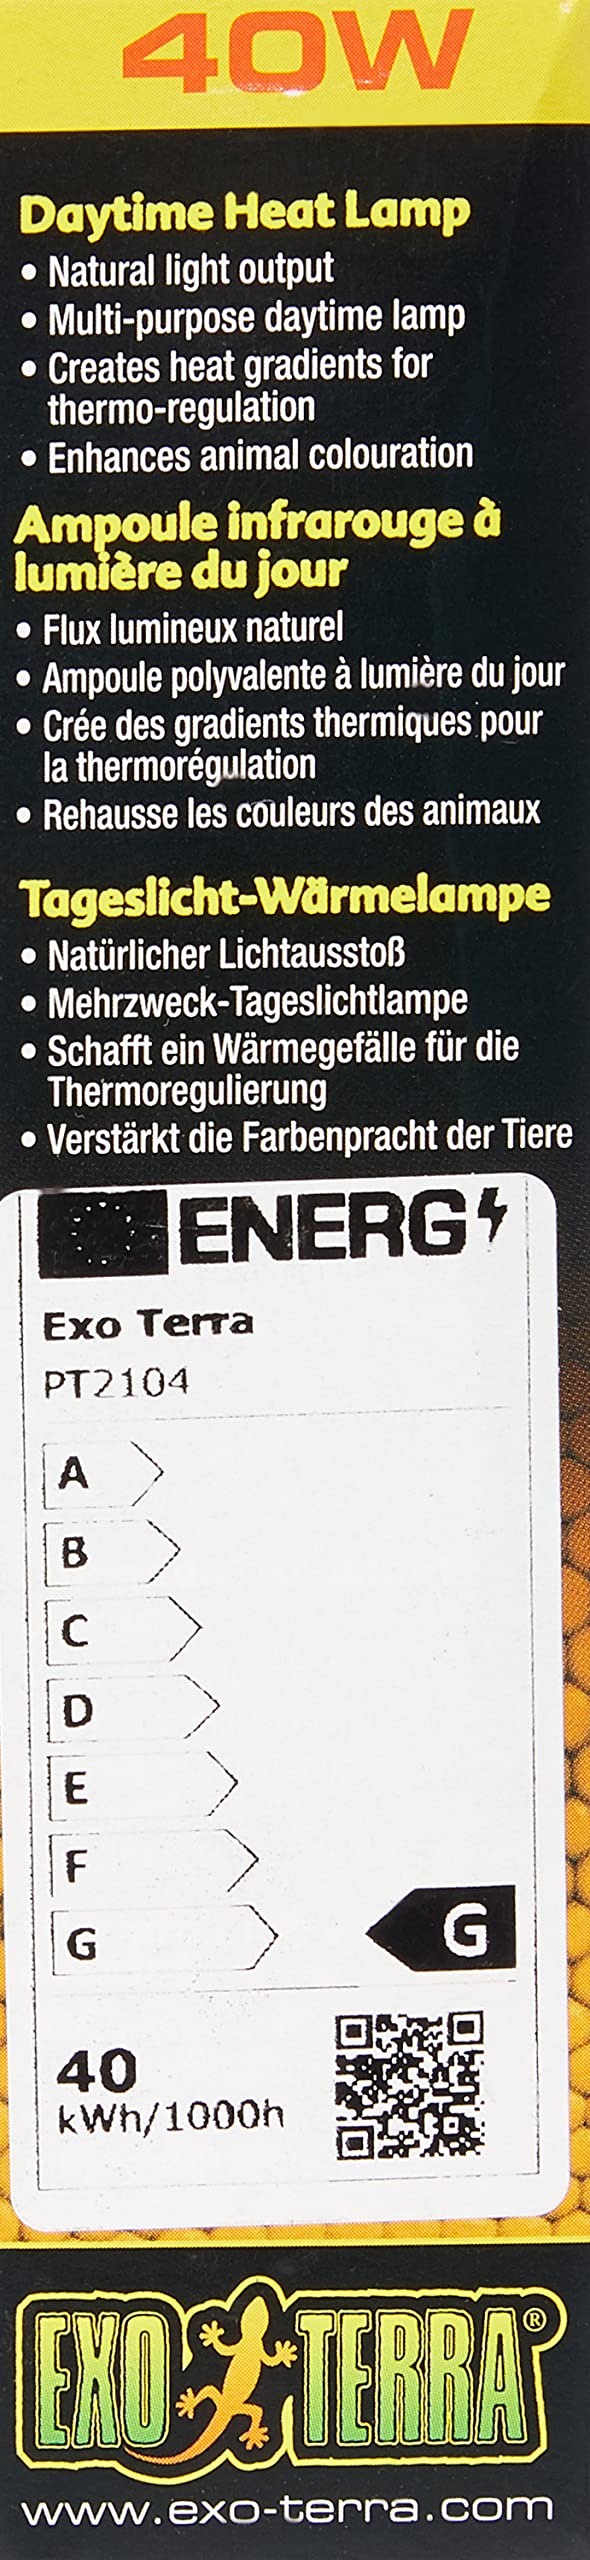 40W
Daytime Heat Lamp
• Natural light output
• Multi-purpose daytime lamp
• Creates heat gradients for
thermo-regulation
• Enhances animal colouration
Ampoule infrarouge à
lumière du jour
• Flux lumineux naturel
• Ampoule polyvalente à lumière du jour
• Crée des gradients thermiques pour
la thermorégulation
• Rehausse les couleurs des animaux
Tageslicht-Wärmelampe
• Natürlicher Lichtausstoß
• Mehrzweck-Tageslichtlampe
• Schafft ein Wärmegefälle für die
Thermoregulierung
• Verstärkt die Farbenpracht der Tiere
ENERG
Exo Terra
PT2104
A
B
C
D
E
F
G
G
40
kWh/1000h
EXO TERRA®
www.exo-terra.com